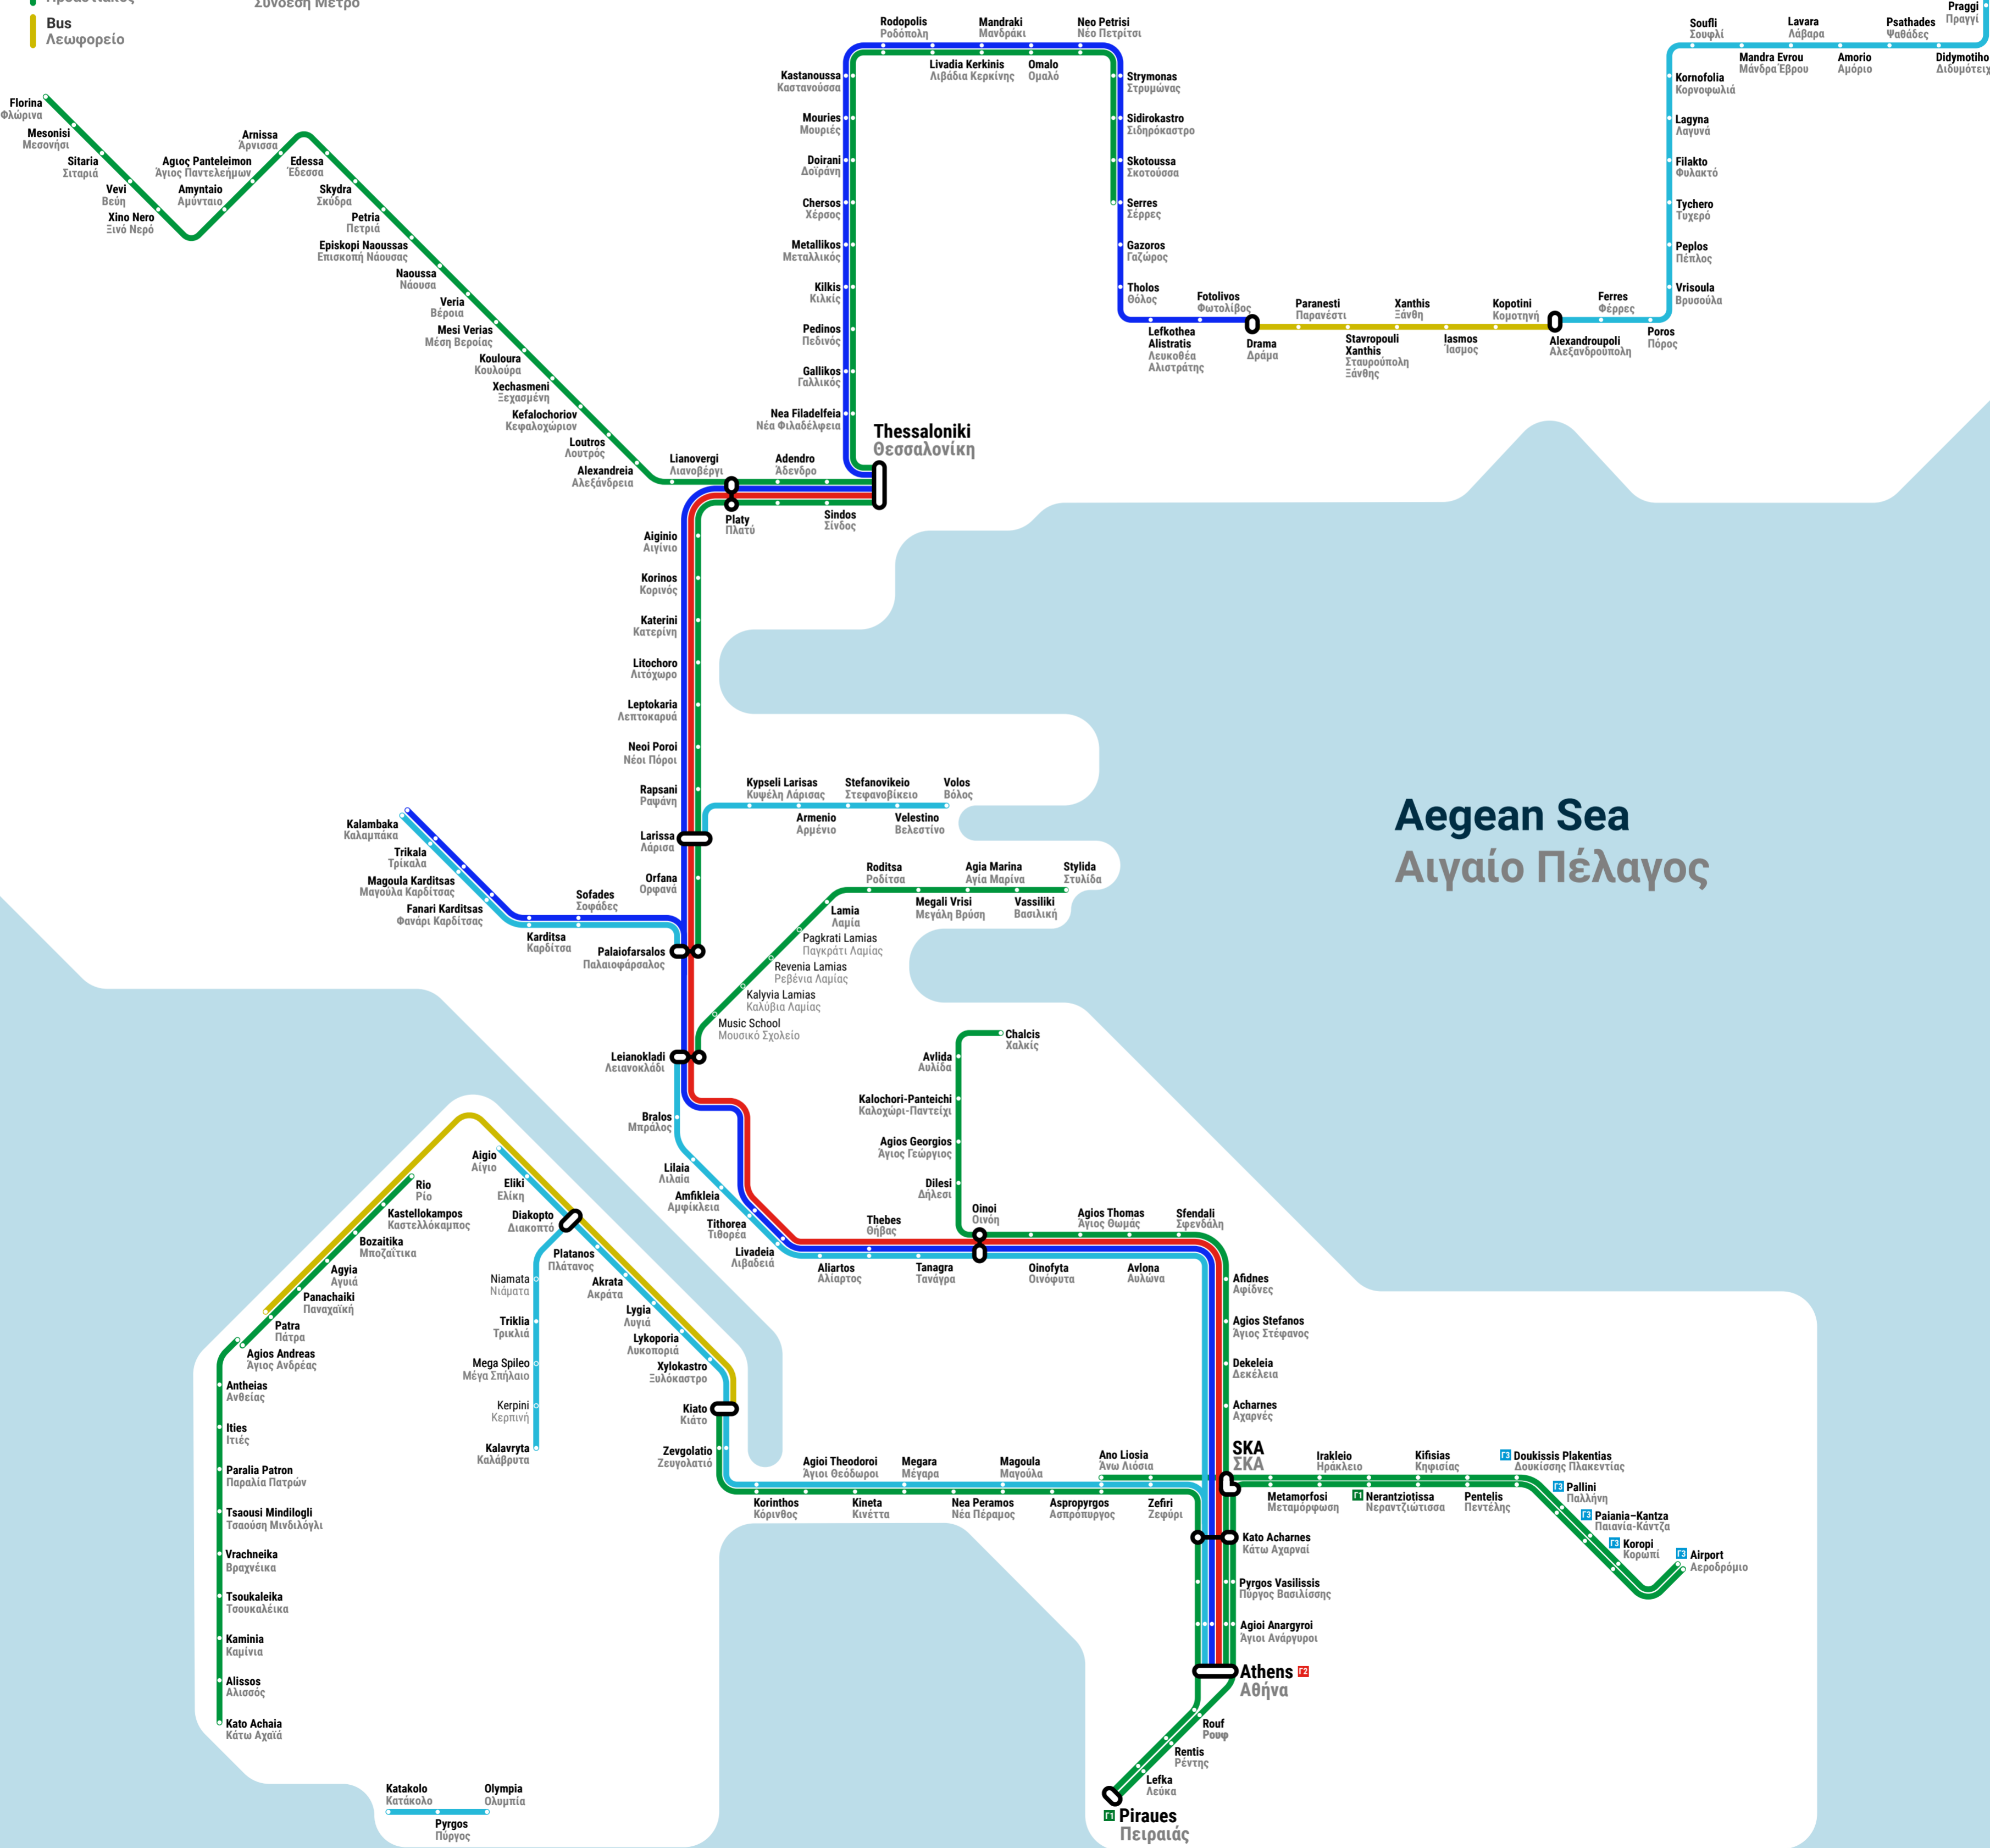 Σύνδεση Μετρό
Bus
Λεωφορείο
Florina
Φλώρινα
Mesonisi
Μεσονήσι
Sitaria
Σιταριά
Vevi
Βεύη
Xino Nero
Ξινό Νερό
Amyntaio
Αμύνταιο
Agιος Panteleimon
Άγιος Παντελεήμων
Arnissa
Άρνισσα
Edessa
Έδεσσα
Skydra
Σκύδρα
Petria
Πετριά
Episkopi Naoussas
Επισκοπή Νάουσας
Naoussa
Νάουσα
Veria
Βέροια
Mesi Verias
Μέση Βεροίας
Kouloura
Κουλούρα
Xechasmeni
Ξεχασμένη
Kefalochoriov
Κεφαλοχώριον
Loutros
Λουτρός
Alexandreia
Αλεξάνδρεια
Lianovergi
Λιανοβέργι
Platy
Πλατύ
Adendro
Άδενδρο
Sindos
Σίνδος
Thessaloniki
Θεσσαλονίκη
Nea Filadelfeia
Νέα Φιλαδέλφεια
Gallikos
Γαλλικός
Pedinos
Πεδινός
Kilkis
Κιλκίς
Metallikos
Μεταλλικός
Chersos
Χέρσος
Doirani
Δοϊράνη
Mouries
Μουριές
Kastanoussa
Καστανούσσα
Rodopolis
Ροδόπολη
Livadia Kerkinis
Λιβάδια Κερκίνης
Mandraki
Μανδράκι
Omalo
Ομαλό
Neo Petrisi
Νέο Πετρίτσι
Strymonas
Στρυμώνας
Sidirokastro
Σιδηρόκαστρο
Skotoussa
Σκοτούσσα
Serres
Σέρρες
Gazoros
Γαζώρος
Tholos
Θόλος
Lefkothea
Alistratis
Λευκοθέα
Αλιστράτης
Fotolivos
Φωτολίβος
Drama
Δράμα
Paranesti
Παρανέστι
Stavropouli
Xanthis
Σταυρούπολη
Ξάνθης
Xanthis
Ξάνθη
Iasmos
Ίασμος
Kopotini
Κομοτηνή
Alexandroupoli
Αλεξανδρούπολη
Ferres
Φέρρες
Poros
Πόρος
Vrisoula
Βρυσούλα
Peplos
Πέπλος
Tychero
Τυχερό
Filakto
Φυλακτό
Lagyna
Λαγυνά
Kornofolia
Κορνοφωλιά
Soufli
Σουφλί
Mandra Evrou
Μάνδρα Έβρου
Lavara
Λάβαρα
Amorio
Αμόριο
Psathades
Ψαθάδες
Didymotiho
Διδυμότειχ
Praggi
Πραγγί
Aiginio
Αιγίνιο
Korinos
Κορινός
Katerini
Κατερίνη
Litochoro
Λιτόχωρο
Leptokaria
Λεπτοκαρυά
Neoi Poroi
Νέοι Πόροι
Rapsani
Ραψάνη
Larissa
Λάρισα
Orfana
Ορφανά
Kypseli Larisas
Κυψέλη Λάρισας
Armenio
Αρμένιο
Stefanovikeio
Στεφανοβίκειο
Velestino
Βελεστίνο
Volos
Βόλος
Aegean Sea
Αιγαίο Πέλαγος
Kalambaka
Καλαμπάκα
Trikala
Τρίκαλα
Magoula Karditsas
Μαγούλα Καρδίτσας
Fanari Karditsas
Φανάρι Καρδίτσας
Karditsa
Καρδίτσα
Sofades
Σοφάδες
Palaiofarsalos
Παλαιοφάρσαλος
Roditsa
Ροδίτσα
Megali Vrisi
Μεγάλη Βρύση
Agia Marina
Αγία Μαρίνα
Vassiliki
Βασιλική
Stylida
Στυλίδα
Lamia
Λαμία
Pagkrati Lamias
Παγκράτι Λαμίας
Revenia Lamias
Ρεβένια Λαμίας
Kalyvia Lamias
Καλύβια Λαμίας
Music School
Μουσικό Σχολείο
Leianokladi
Λειανοκλάδι
Bralos
Μπράλος
Lilaia
Λιλαία
Amfikleia
Αμφίκλεια
Tithorea
Τιθορέα
Livadeia
Λιβαδειά
Aliartos
Αλίαρτος
Thebes
Θήβας
Tanagra
Τανάγρα
Oinoi
Οινόη
Chalcis
Χαλκίς
Avlida
Αυλίδα
Kalochori-Panteichi
Καλοχώρι-Παντείχι
Agios Georgios
Άγιος Γεώργιος
Dilesi
Δήλεσι
Oinofyta
Οινόφυτα
Agios Thomas
Άγιος Θωμάς
Avlona
Αυλώνα
Sfendali
Σφενδάλη
Afidnes
Αφίδνες
Agios Stefanos
Άγιος Στέφανος
Dekeleia
Δεκέλεια
Acharnes
Αχαρνές
SKA
ΣΚΑ
Aigio
Αίγιο
Eliki
Ελίκη
Diakopto
Διακοπτό
Platanos
Πλάτανος
Akrata
Ακράτα
Lygia
Λυγιά
Lykoporia
Λυκοποριά
Xylokastro
Ξυλόκαστρο
Kiato
Κιάτο
Zevgolatio
Ζευγολατιό
Niamata
Νιάματα
Triklia
Τρικλιά
Mega Spileo
Μέγα Σπήλαιο
Kerpini
Κερπινή
Kalavryta
Καλάβρυτα
Rio
Ρίο
Kastellokampos
Καστελλόκαμπος
Bozaitika
Μποζαΐτικα
Agyia
Αγυιά
Panachaiki
Παναχαϊκή
Patra
Πάτρα
Agios Andreas
Άγιος Ανδρέας
Antheias
Ανθείας
Ities
Ιτιές
Paralia Patron
Παραλία Πατρών
Tsaousi Mindilogli
Τσαούση Μινδιλόγλι
Vrachneika
Βραχνέικα
Tsoukaleika
Τσουκαλέικα
Kaminia
Καμίνια
Alissos
Αλισσός
Kato Achaia
Κάτω Αχαϊά
Katakolo
Κατάκολο
Pyrgos
Πύργος
Olympia
Ολυμπία
Korinthos
Κόρινθος
Agioi Theodoroi
Άγιοι Θεόδωροι
Kineta
Κινέττα
Megara
Μέγαρα
Nea Peramos
Νέα Πέραμος
Magoula
Μαγούλα
Aspropyrgos
Ασπρόπυργος
Ano Liosia
Άνω Λιόσια
Zefiri
Ζεφύρι
Metamorfosi
Μεταμόρφωση
Irakleio
Ηράκλειο
Γ1 Nerantziotissa
Νεραντζιώτισσα
Kifisias
Κηφισίας
Pentelis
Πεντέλης
Γ3 Doukissis Plakentias
Δουκίσσης Πλακεντίας
Γ3 Pallini
Παλλήνη
Γ3 Paiania–Kantza
Παιανία-Κάντζα
Γ3 Koropi
Κορωπί
Γ3 Airport
Αεροδρόμιο
Kato Acharnes
Κάτω Αχαρναί
Pyrgos Vasilissis
Πύργος Βασιλίσσης
Agioi Anargyroi
Άγιοι Ανάργυροι
Athens Γ2
Αθήνα
Rouf
Ρουφ
Rentis
Ρέντης
Lefka
Λεύκα
Γ1 Piraues
Πειραιάς